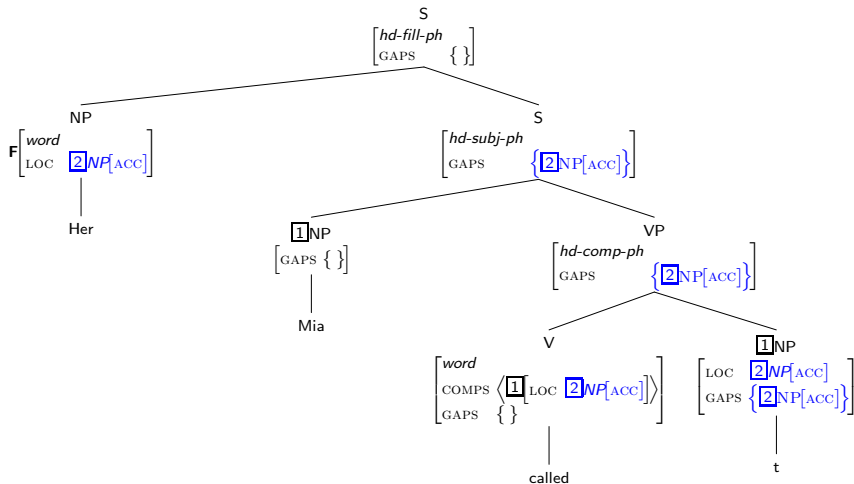 S
hd-fill-ph
GAPS { }
NP S
F word hd-subj-ph
LOC 2 NP[ACC] GAPS {2 NP[ACC]}
Her 1 NP VP
[GAPS { }] hd-comp-ph
GAPS {2 NP[ACC]}
Mia V 1 NP
word LOC 2 NP[ACC]
COMPS ⟨1 [LOC 2 NP[ACC]]⟩ GAPS {2 NP[ACC]}
GAPS { }
called t